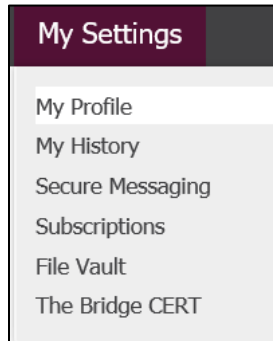 My Settings
My Profile
My History
Secure Messaging
Subscriptions
File Vault
The Bridge CERT